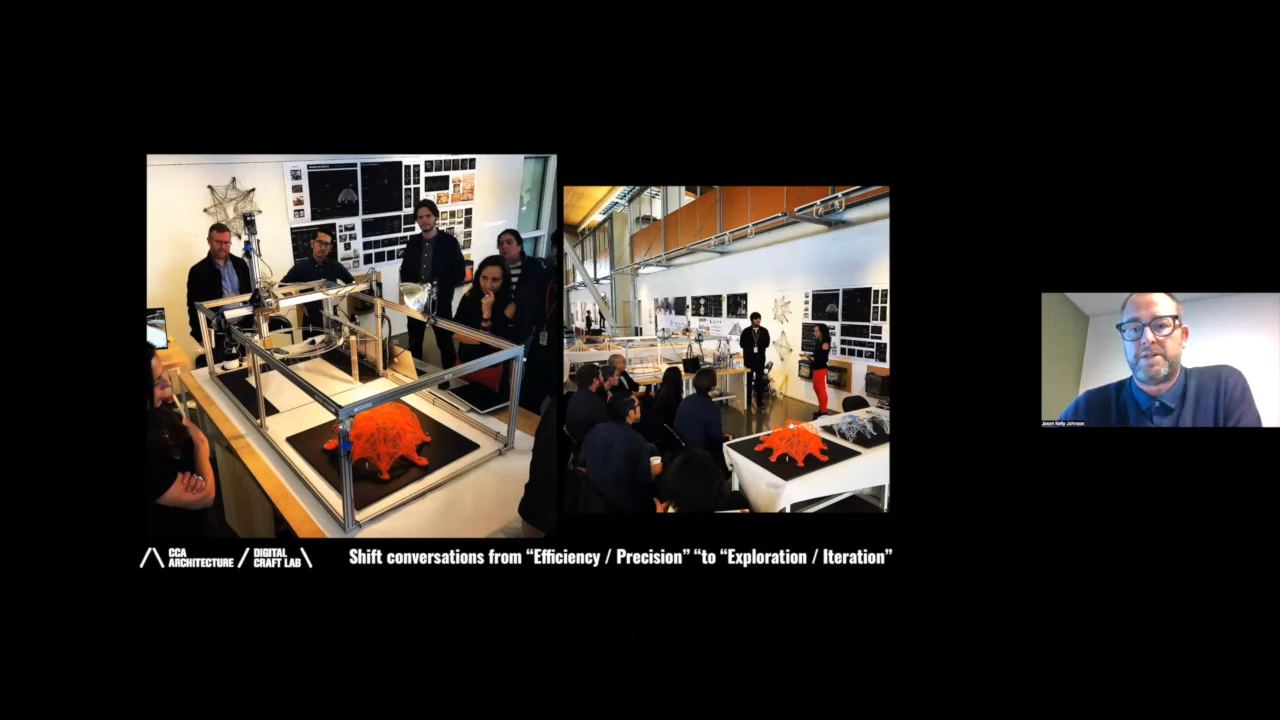 CCA
ARCHITECTURE
DIGITAL
CRAFT LAB
Shift conversations from “Efficiency / Precision” “to “Exploration / Iteration”
Jason Kelly Johnson